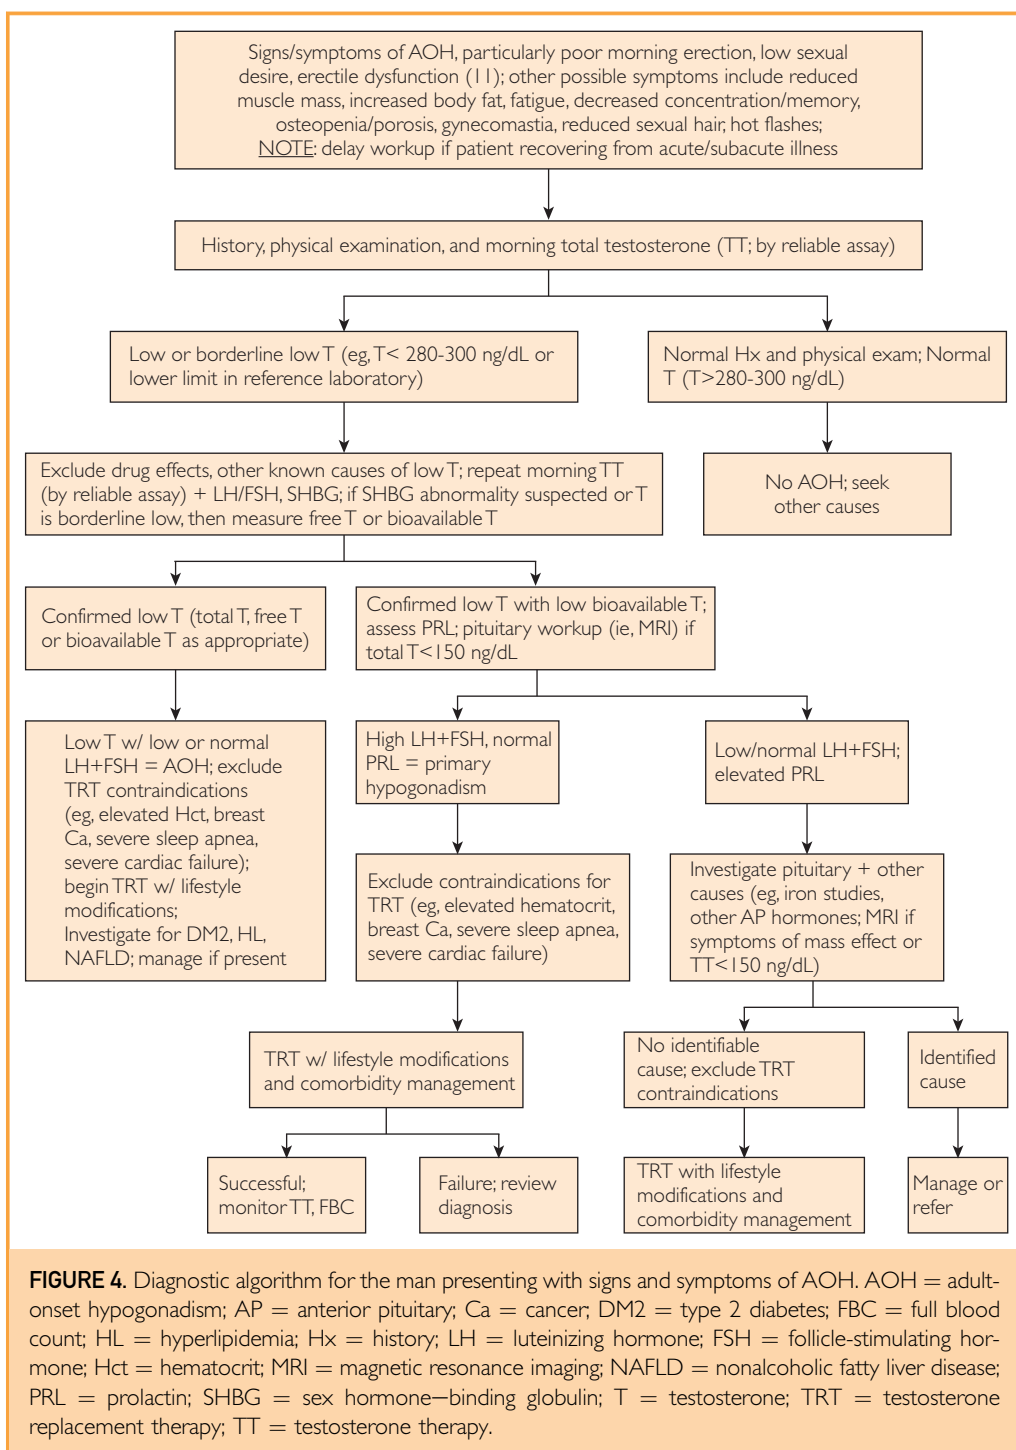 Signs/symptoms of AOH, particularly poor morning erection, low sexual
desire, erectile dysfunction (11); other possible symptoms include reduced
muscle mass, increased body fat, fatigue, decreased concentration/memory,
osteopenia/porosis, gynecomastia, reduced sexual hair, hot flashes;
NOTE: delay workup if patient recovering from acute/subacute illness
History, physical examination, and morning total testosterone (TT; by reliable assay)
Low or borderline low T (eg, T< 280-300 ng/dL or
lower limit in reference laboratory)
Normal Hx and physical exam; Normal
T (T>280-300 ng/dL)
Exclude drug effects, other known causes of low T; repeat morning TT
(by reliable assay) + LH/FSH, SHBG; if SHBG abnormality suspected or T
is borderline low, then measure free T or bioavailable T
No AOH; seek
other causes
Confirmed low T (total T, free T
or bioavailable T as appropriate)
Confirmed low T with low bioavailable T;
assess PRL; pituitary workup (ie, MRI) if
total T<150 ng/dL
Low T w/ low or normal
LH+FSH = AOH; exclude
TRT contraindications
(eg, elevated Hct, breast
Ca, severe sleep apnea,
severe cardiac failure);
begin TRT w/ lifestyle
modifications;
Investigate for DM2, HL,
NAFLD; manage if present
High LH+FSH, normal
PRL = primary
hypogonadism
Low/normal LH+FSH;
elevated PRL
Exclude contraindications for
TRT (eg, elevated hematocrit,
breast Ca, severe sleep apnea,
severe cardiac failure)
Investigate pituitary + other
causes (eg, iron studies,
other AP hormones; MRI if
symptoms of mass effect or
TT<150 ng/dL)
TRT w/ lifestyle modifications
and comorbidity management
No identifiable
cause; exclude TRT
contraindications
Identified
cause
Successful;
monitor TT, FBC
Failure; review
diagnosis
TRT with lifestyle
modifications and
comorbidity management
Manage or
refer
FIGURE 4. Diagnostic algorithm for the man presenting with signs and symptoms of AOH. AOH = adult-
onset hypogonadism; AP = anterior pituitary; Ca = cancer; DM2 = type 2 diabetes; FBC = full blood
count; HL = hyperlipidemia; Hx = history; LH = luteinizing hormone; FSH = follicle-stimulating hor-
mone; Hct = hematocrit; MRI = magnetic resonance imaging; NAFLD = nonalcoholic fatty liver disease;
PRL = prolactin; SHBG = sex hormone–binding globulin; T = testosterone; TRT = testosterone
replacement therapy; TT = testosterone therapy.